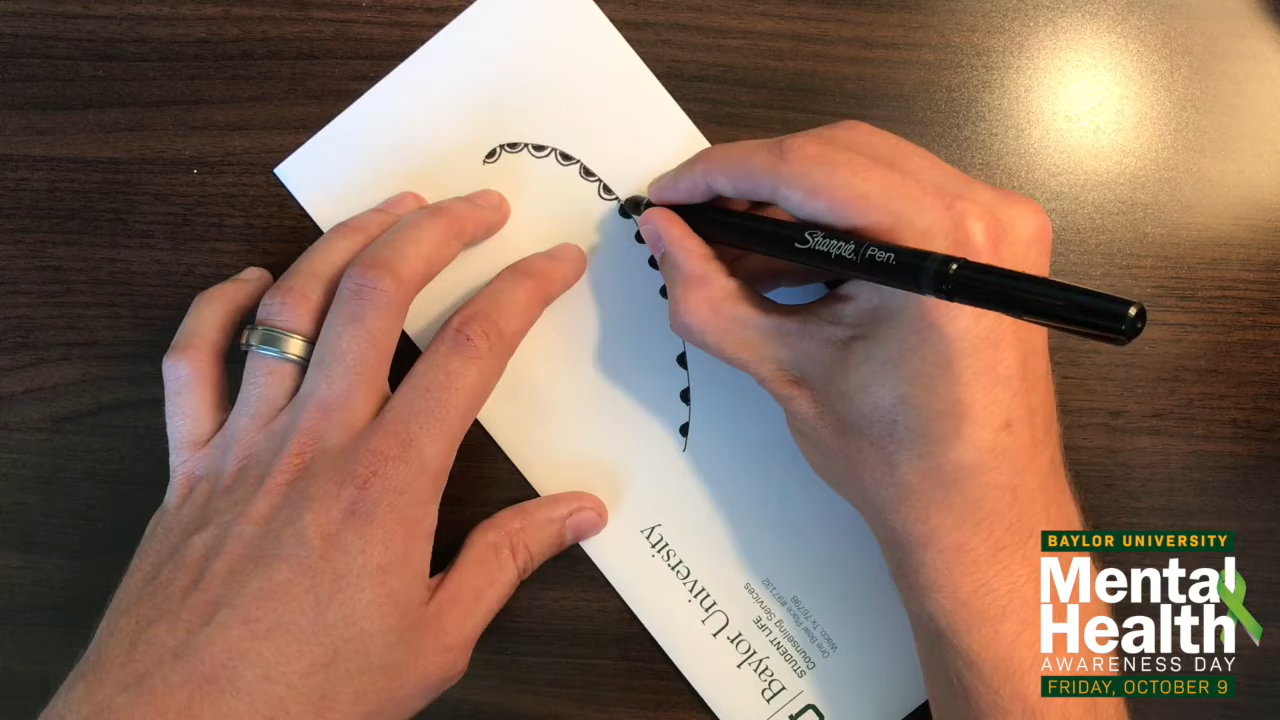 Sharpie. Pen.
Baylor University
STUDENT LIFE
Counseling Services
One Bear Place #97132
Waco, Tx 76798
BAYLOR UNIVERSITY
Mental
Health
AWARENESS DAY
FRIDAY, OCTOBER 9